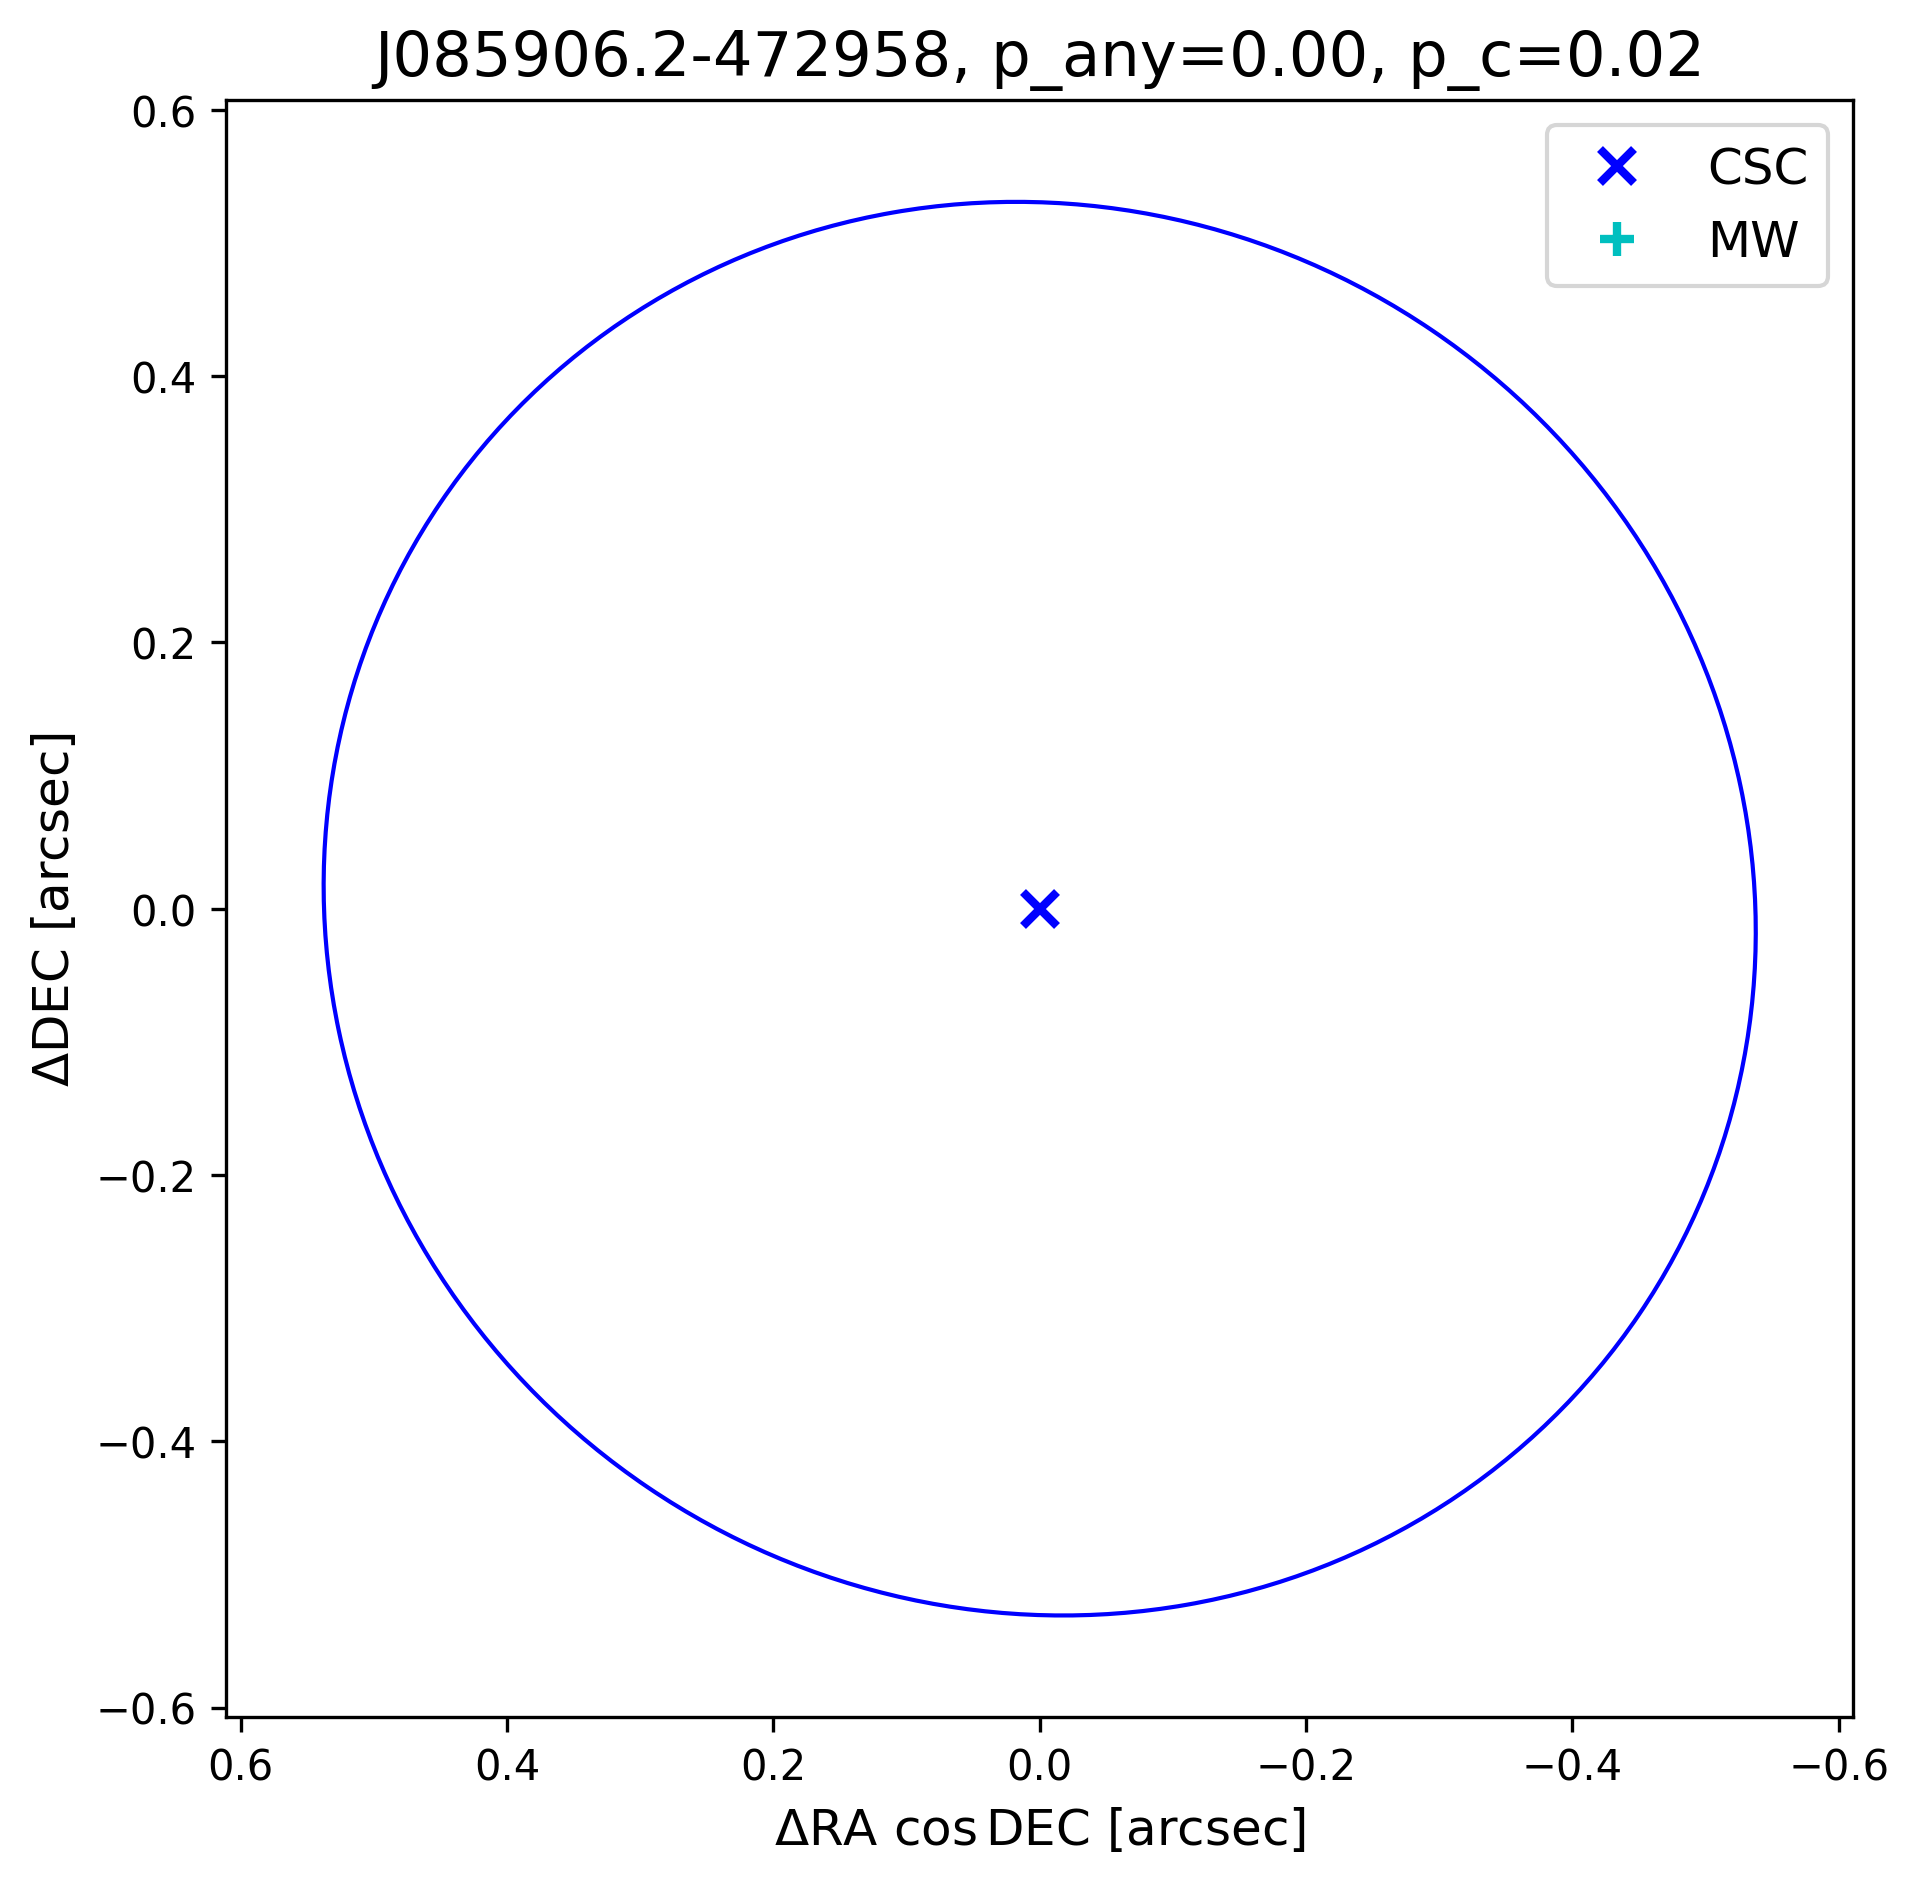 J085906.2-472958, p_any=0.00, p_c=0.02
CSC
MW
0.6
0.4
0.2
0.0
−0.2
−0.4
−0.6
ΔDEC [arcsec]
0.6 0.4 0.2 0.0 −0.2 −0.4 −0.6
ΔRA cos DEC [arcsec]